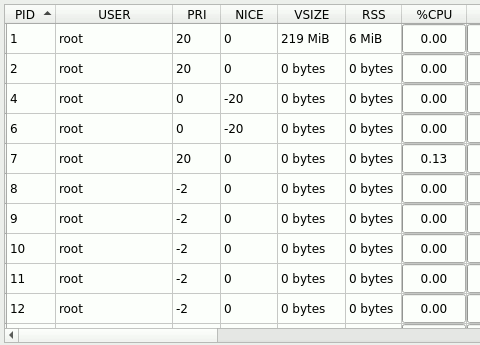 PID USER PRI NICE VSIZE RSS %CPU
1 root 20 0 219 MiB 6 MiB 0.00
2 root 20 0 0 bytes 0 bytes 0.00
4 root 0 -20 0 bytes 0 bytes 0.00
6 root 0 -20 0 bytes 0 bytes 0.00
7 root 20 0 0 bytes 0 bytes 0.13
8 root -2 0 0 bytes 0 bytes 0.00
9 root -2 0 0 bytes 0 bytes 0.00
10 root -2 0 0 bytes 0 bytes 0.00
11 root -2 0 0 bytes 0 bytes 0.00
12 root -2 0 0 bytes 0 bytes 0.00